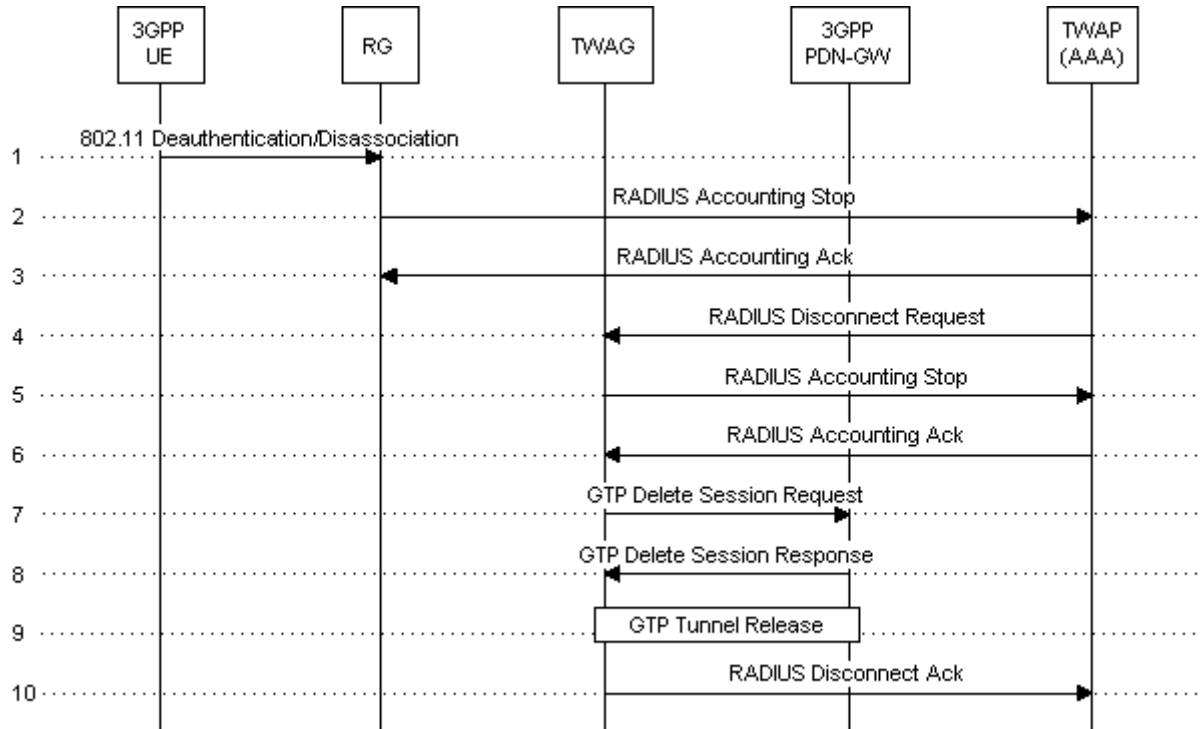 3GPP
UE
RG
TWAG
3GPP
PDN-GW
TWAP
(AAA)
802.11 Deauthentication/Disassociation
1
RADIUS Accounting Stop
2
RADIUS Accounting Ack
3
RADIUS Disconnect Request
4
RADIUS Accounting Stop
5
RADIUS Accounting Ack
6
GTP Delete Session Request
7
GTP Delete Session Response
8
GTP Tunnel Release
9
RADIUS Disconnect Ack
10